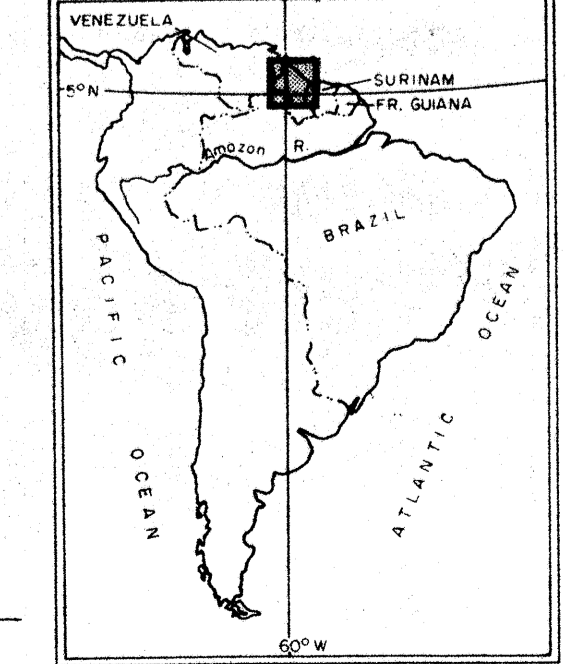 VENEZUELA
5°N
SURINAM
FR. GUIANA
Amazon R.
BRAZIL
PACIFIC OCEAN
ATLANTIC OCEAN
60° W